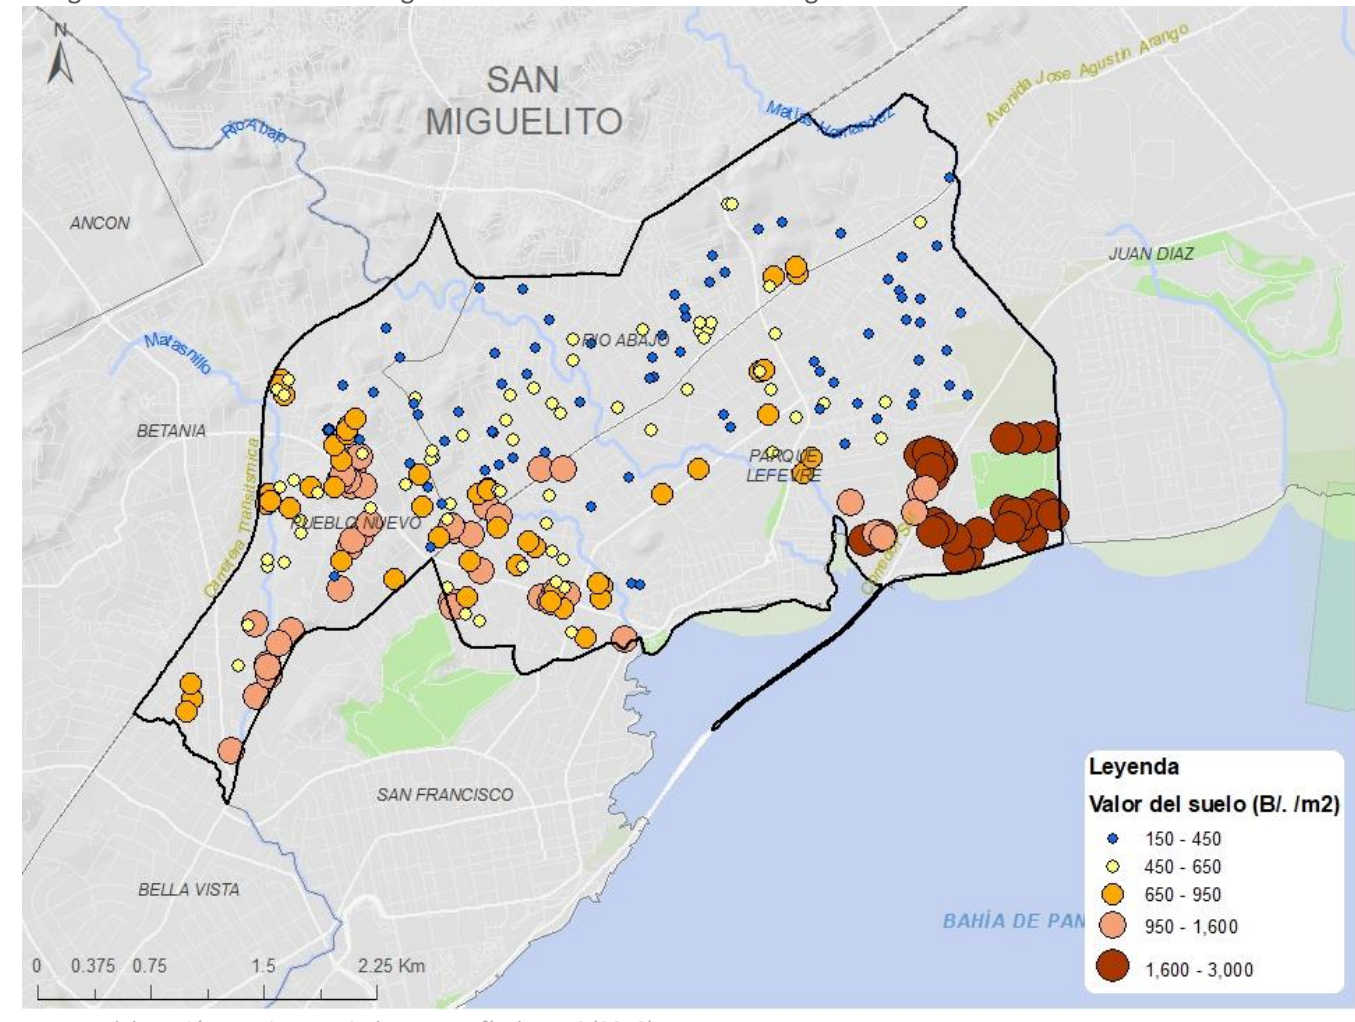 N
SAN
MIGUELITO
Avenida Jose Agustín Arango
Matías Hernández
Río Abajo
ANCON
JUAN DIAZ
Matasnillo
RIO ABAJO
BETANIA
Carretera Transístmica
PARQUE
LEFEVRE
PUEBLO NUEVO
Corredor Sur
SAN FRANCISCO
BELLA VISTA
BAHÍA DE PAN
0 0.375 0.75 1.5 2.25 Km
Leyenda
Valor del suelo (B/. /m2)
150 - 450
450 - 650
650 - 950
950 - 1,600
1,600 - 3,000